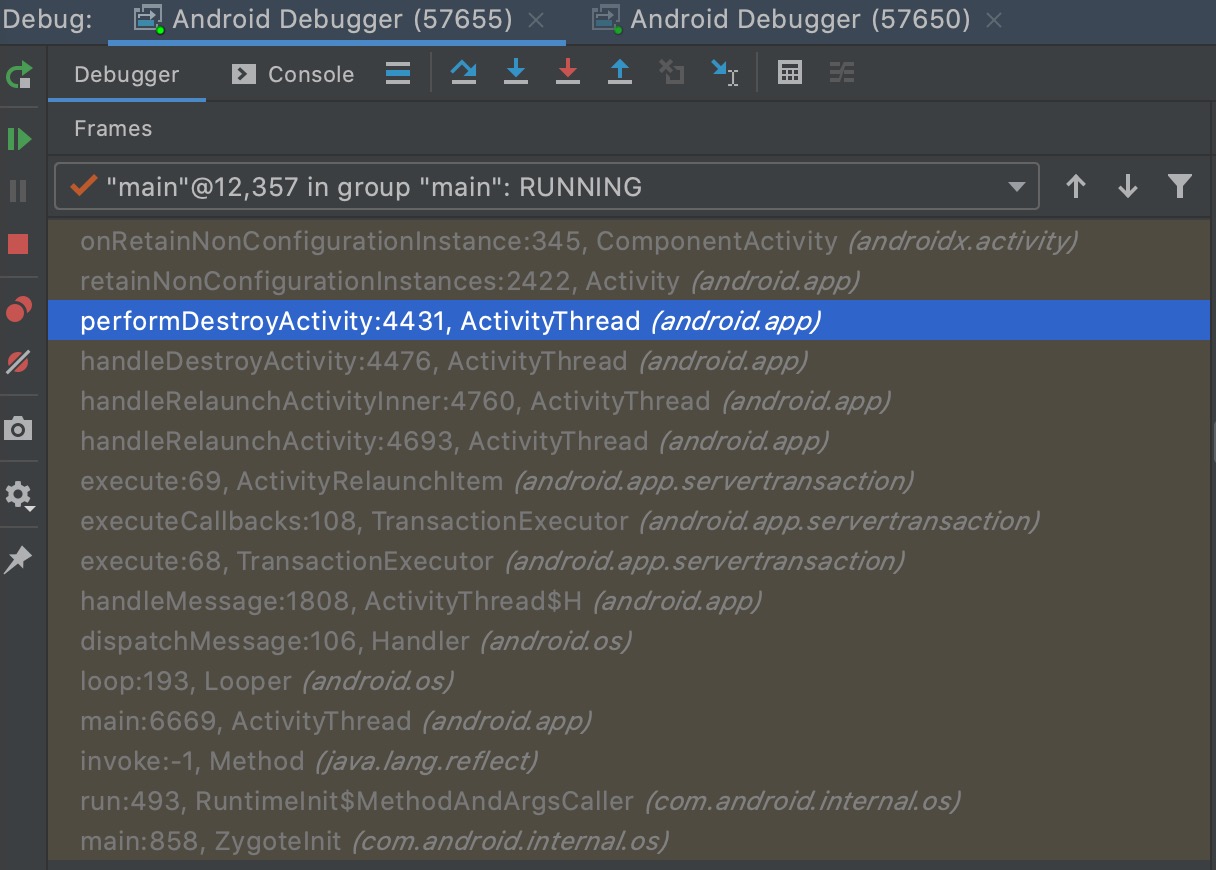 Debug: Android Debugger (57655) Android Debugger (57650)
Debugger Console
Frames
"main"@12,357 in group "main": RUNNING
onRetainNonConfigurationInstance:345, ComponentActivity (androidx.activity)
retainNonConfigurationInstances:2422, Activity (android.app)
performDestroyActivity:4431, ActivityThread (android.app)
handleDestroyActivity:4476, ActivityThread (android.app)
handleRelaunchActivityInner:4760, ActivityThread (android.app)
handleRelaunchActivity:4693, ActivityThread (android.app)
execute:69, ActivityRelaunchItem (android.app.servertransaction)
executeCallbacks:108, TransactionExecutor (android.app.servertransaction)
execute:68, TransactionExecutor (android.app.servertransaction)
handleMessage:1808, ActivityThread$H (android.app)
dispatchMessage:106, Handler (android.os)
loop:193, Looper (android.os)
main:6669, ActivityThread (android.app)
invoke:-1, Method (java.lang.reflect)
run:493, RuntimeInit$MethodAndArgsCaller (com.android.internal.os)
main:858, ZygoteInit (com.android.internal.os)